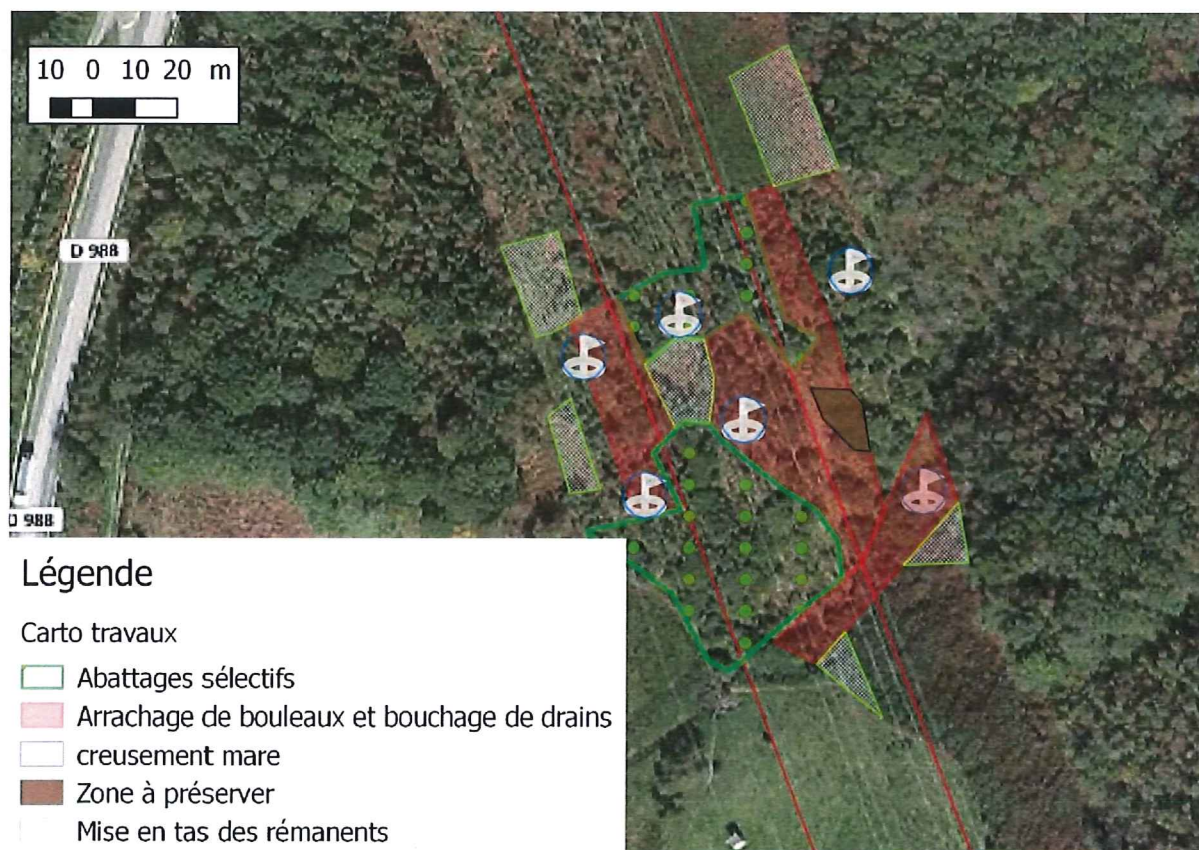 10 0 10 20 m
D 988
D 988
Légende
Carto travaux
Abattages sélectifs
Arrachage de bouleaux et bouchage de drains
creusement mare
Zone à préserver
Mise en tas des rémanents